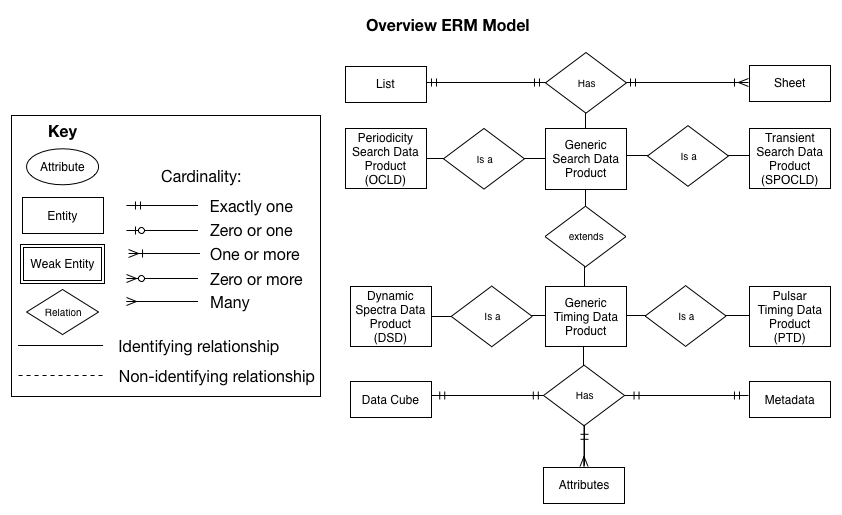 Overview ERM Model
List
Has
Sheet
Periodicity
Search Data
Product
(OCLD)
Is a
Generic
Search Data
Product
Is a
Transient
Search Data
Product
(SPOCLD)
extends
Dynamic
Spectra Data
Product
(DSD)
Is a
Generic
Timing Data
Product
Is a
Pulsar
Timing Data
Product
(PTD)
Data Cube
Has
Metadata
Attributes
Key
Attribute
Entity
Weak Entity
Relation
Cardinality:
Exactly one
Zero or one
One or more
Zero or more
Many
Identifying relationship
Non-identifying relationship